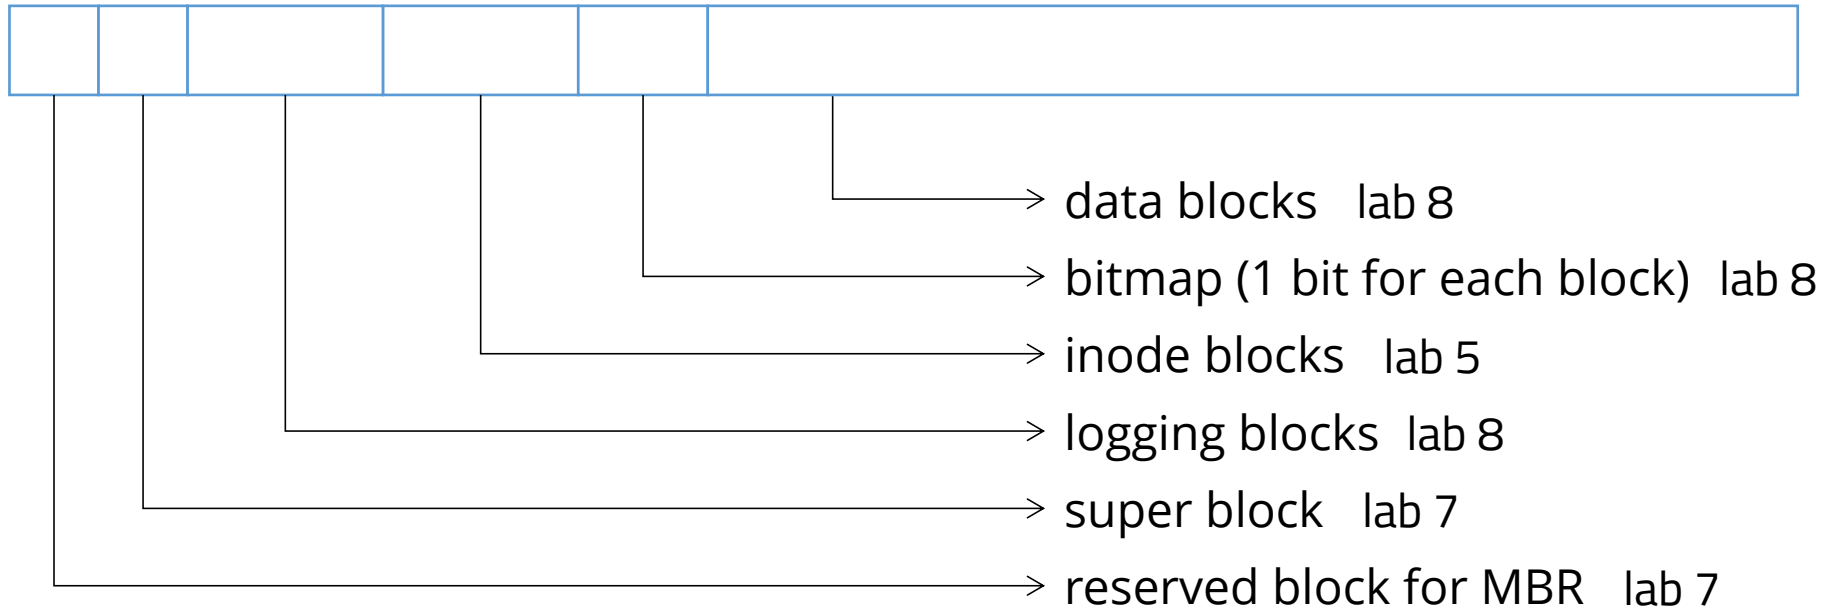 data blocks lab 8
bitmap (1 bit for each block) lab 8
inode blocks lab 5
logging blocks lab 8
super block lab 7
reserved block for MBR lab 7